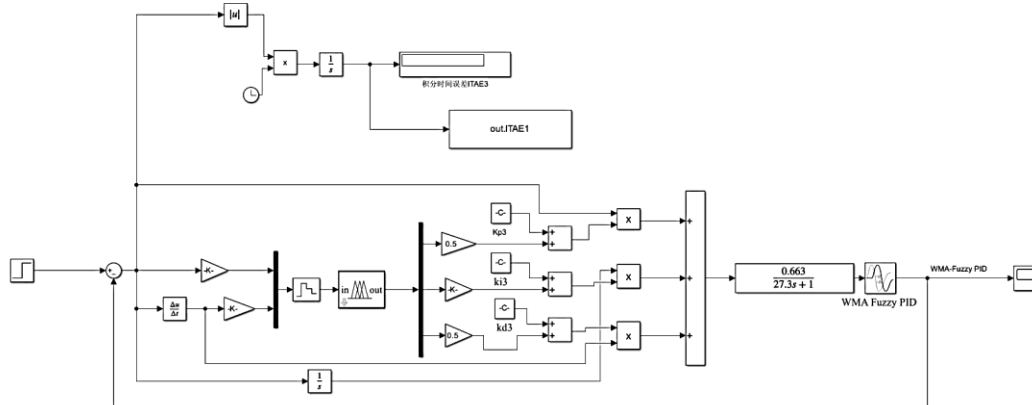 |u|
×
1/s
积分时间误差ITAE3
out.ITAE1
-C-
Kp3
0.5
X
+
+
+
-K-
-C-
ki3
-K-
+
+
X
+
in out
0.663
27.3s + 1
WMA-Fuzzy PID
WMA Fuzzy PID
Δu
Δt
-K-
-C-
kd3
0.5
+
+
X
+
1/s